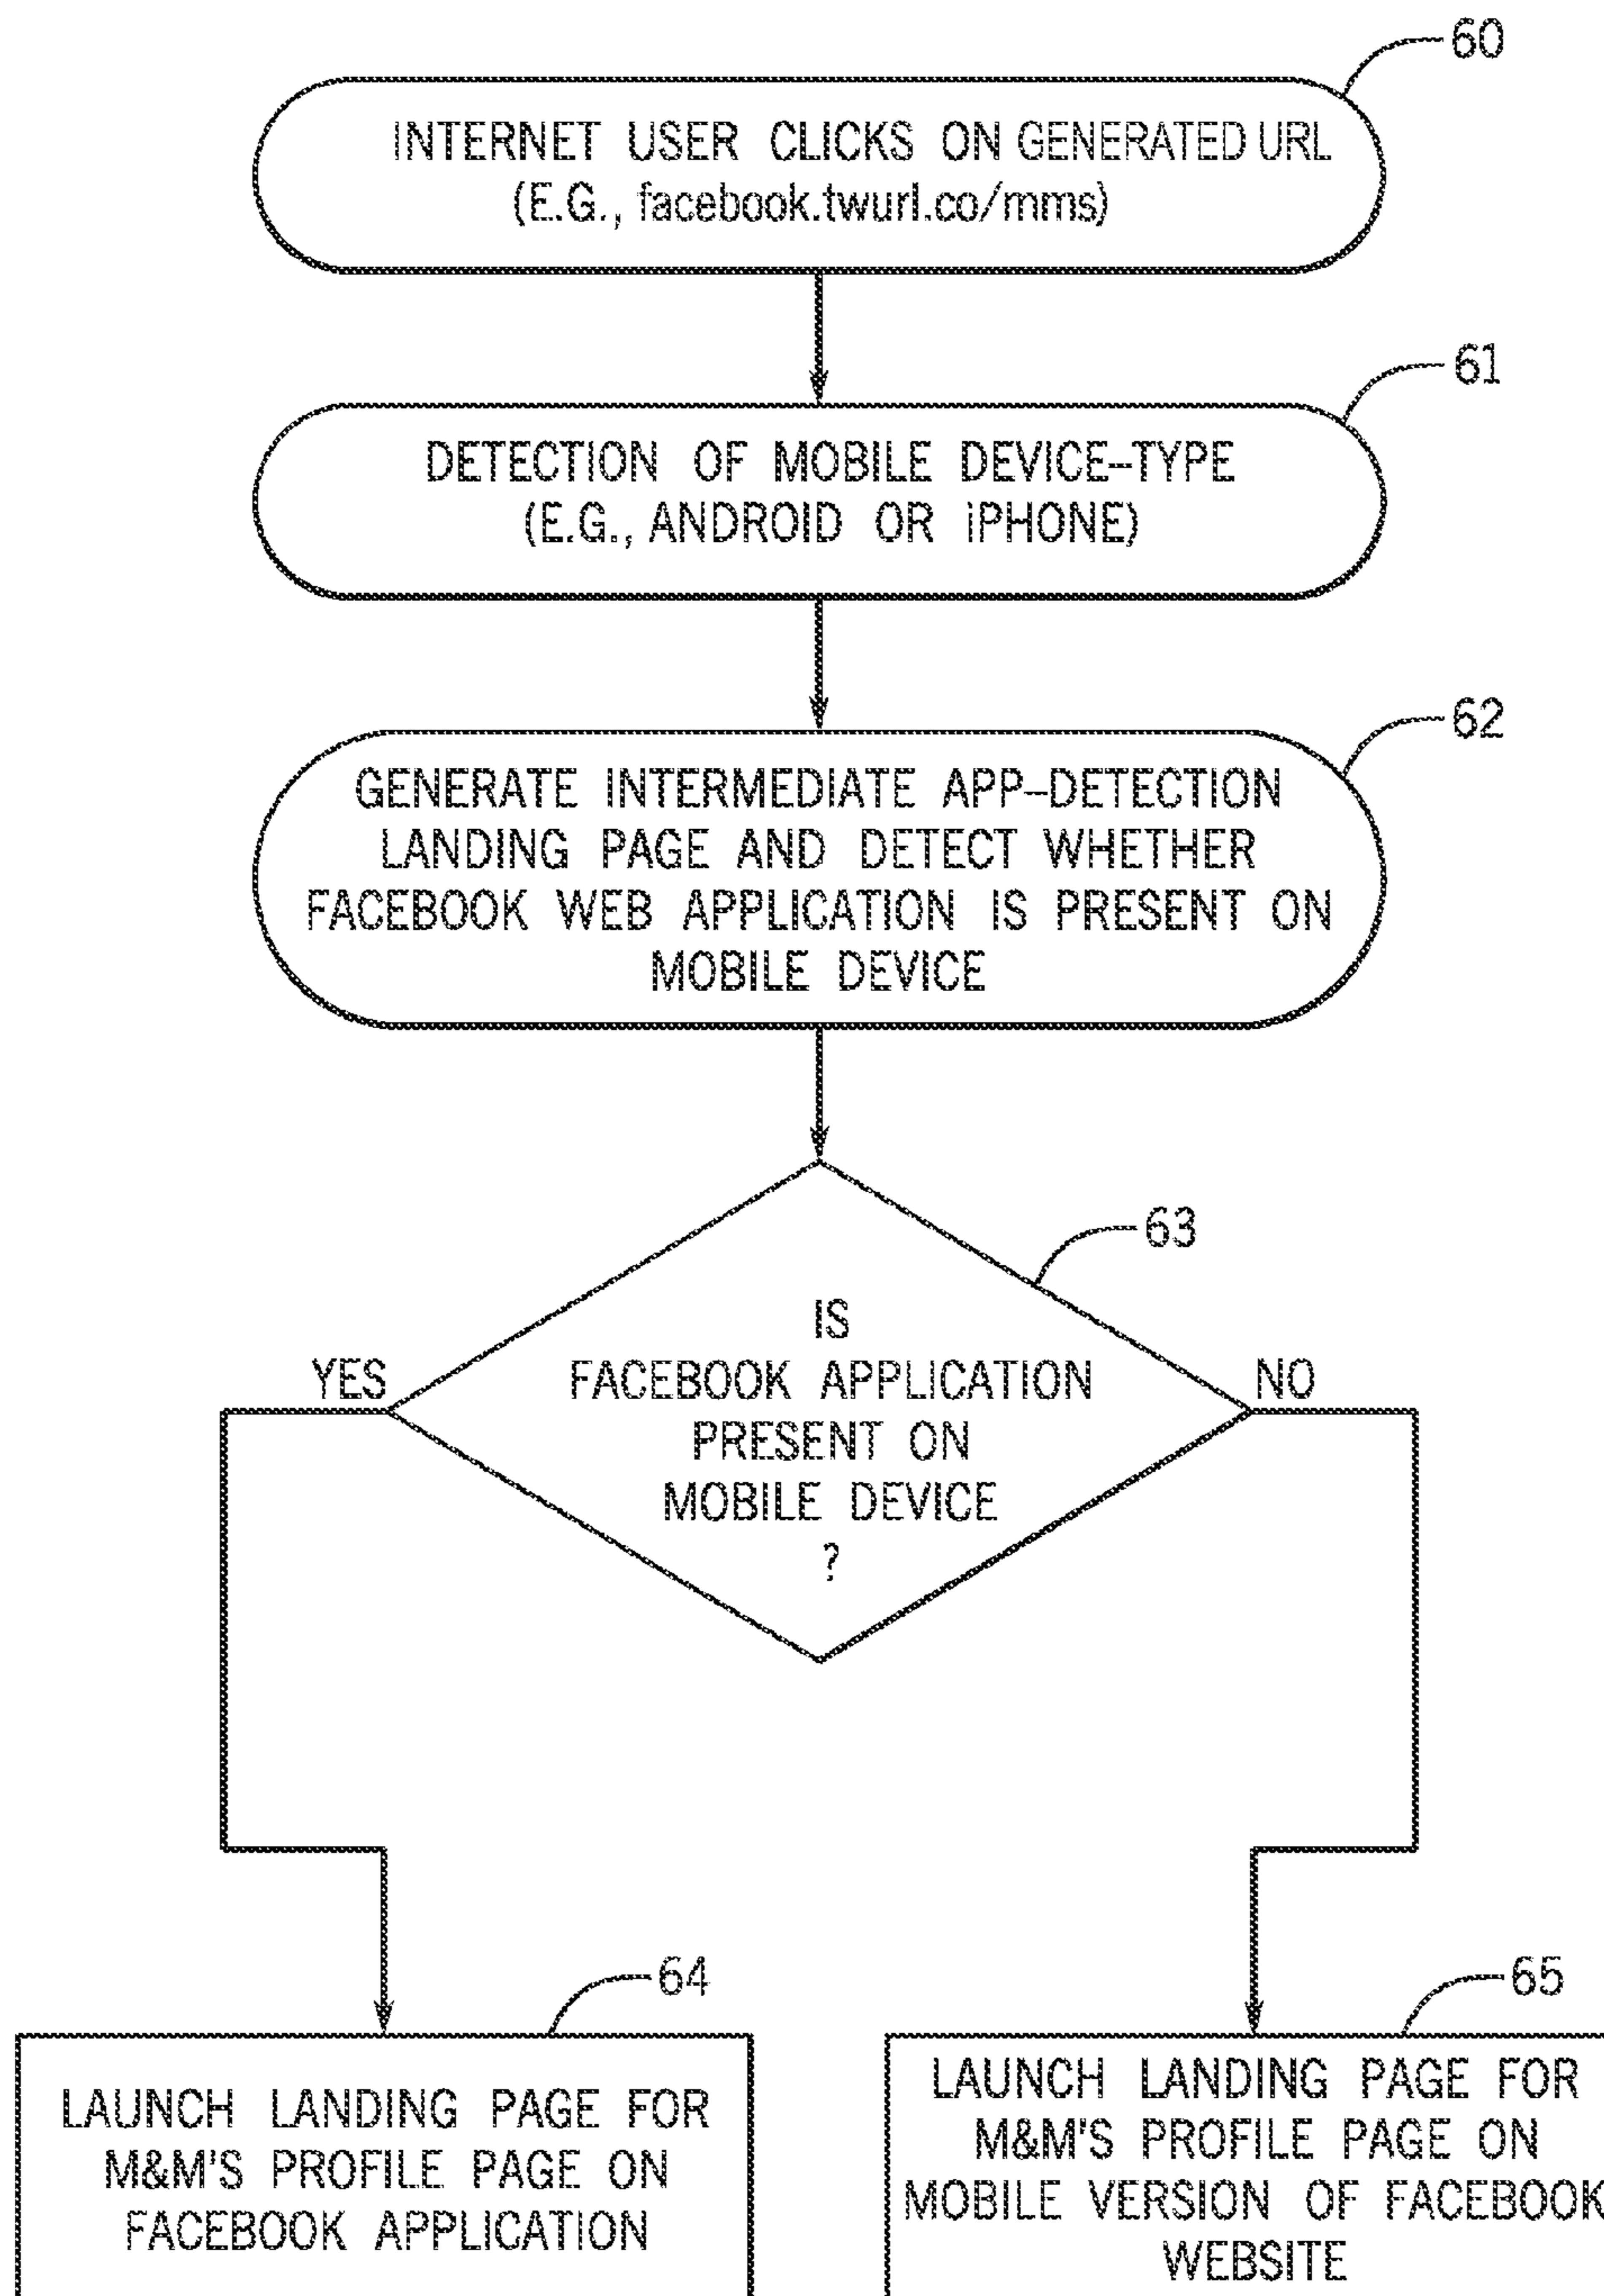 60
INTERNET USER CLICKS ON GENERATED URL
(E.G., facebook.twurl.co/mms)
61
DETECTION OF MOBILE DEVICE-TYPE
(E.G., ANDROID OR iPHONE)
62
GENERATE INTERMEDIATE APP-DETECTION
LANDING PAGE AND DETECT WHETHER
FACEBOOK WEB APPLICATION IS PRESENT ON
MOBILE DEVICE
63
IS
FACEBOOK APPLICATION
PRESENT ON
MOBILE DEVICE
?
YES
NO
64
LAUNCH LANDING PAGE FOR
M&M'S PROFILE PAGE ON
FACEBOOK APPLICATION
65
LAUNCH LANDING PAGE FOR
M&M'S PROFILE PAGE ON
MOBILE VERSION OF FACEBOOK
WEBSITE